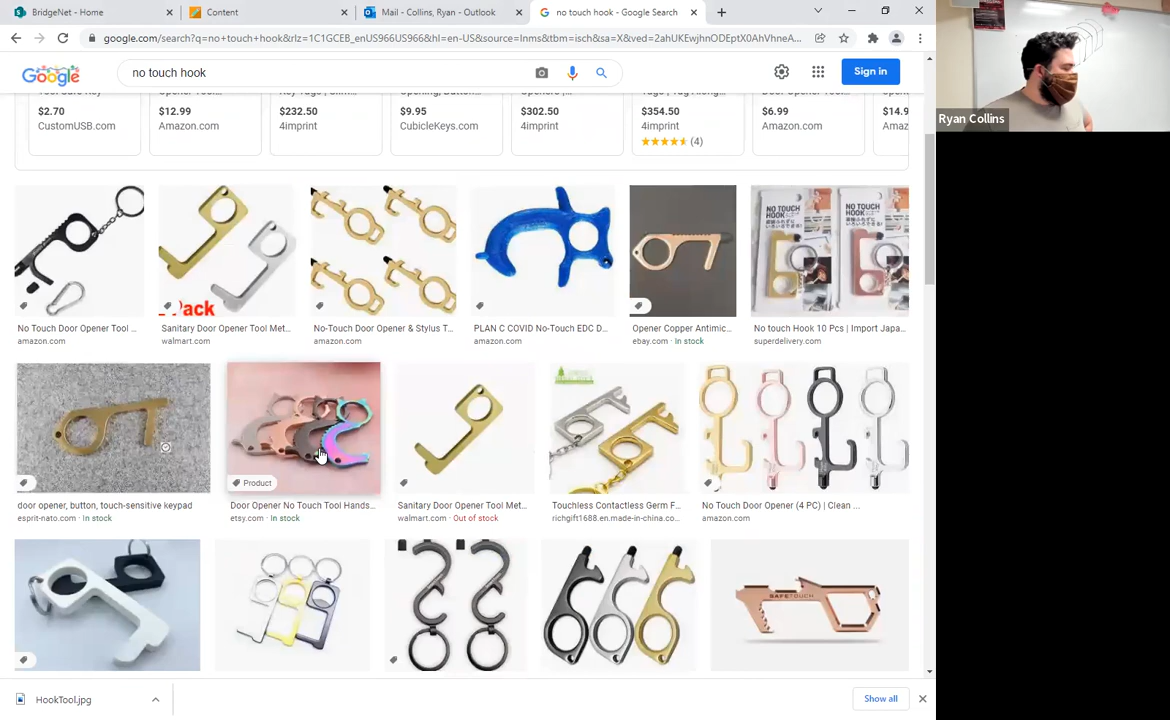 BridgeNet - Home
Content
Mail - Collins, Ryan - Outlook
no touch hook - Google Search
google.com/search?q=no+touch+hook&rlz=1C1GCEB_enUS966US966&hl=en-US&source=lnms&tbm=isch&sa=X&ved=2ahUKEwjhnODEptX0AhVhneA...
Google
no touch hook
Sign in
$2.70
$12.99
$232.50
$9.95
$302.50
$354.50
$6.99
$14.9
CustomUSB.com
Amazon.com
4imprint
CubicleKeys.com
4imprint
4imprint
Amazon.com
Amaz
(4)
Pack
NO TOUCH HOOK
NO TOUCH HOOK
No Touch Door Opener Tool ...
Sanitary Door Opener Tool Met...
No-Touch Door Opener & Stylus T...
PLAN C COVID No-Touch EDC D...
Opener Copper Antimic...
No touch Hook 10 Pcs | Import Japa...
amazon.com
walmart.com
amazon.com
amazon.com
ebay.com · In stock
superdelivery.com
Product
door opener, button, touch-sensitive keypad
Door Opener No Touch Tool Hands...
Sanitary Door Opener Tool Met...
Touchless Contactless Germ F...
No Touch Door Opener (4 PC) | Clean ...
esprit-nato.com · In stock
etsy.com · In stock
walmart.com · Out of stock
richgift1688.en.made-in-china.co...
amazon.com
SAFETOUCH
HookTool.jpg
Show all
Ryan Collins